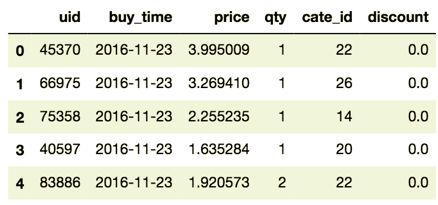 uid buy_time price qty cate_id discount
0 45370 2016-11-23 3.995009 1 22 0.0
1 66975 2016-11-23 3.269410 1 26 0.0
2 75358 2016-11-23 2.255235 1 14 0.0
3 40597 2016-11-23 1.635284 1 20 0.0
4 83886 2016-11-23 1.920573 2 22 0.0